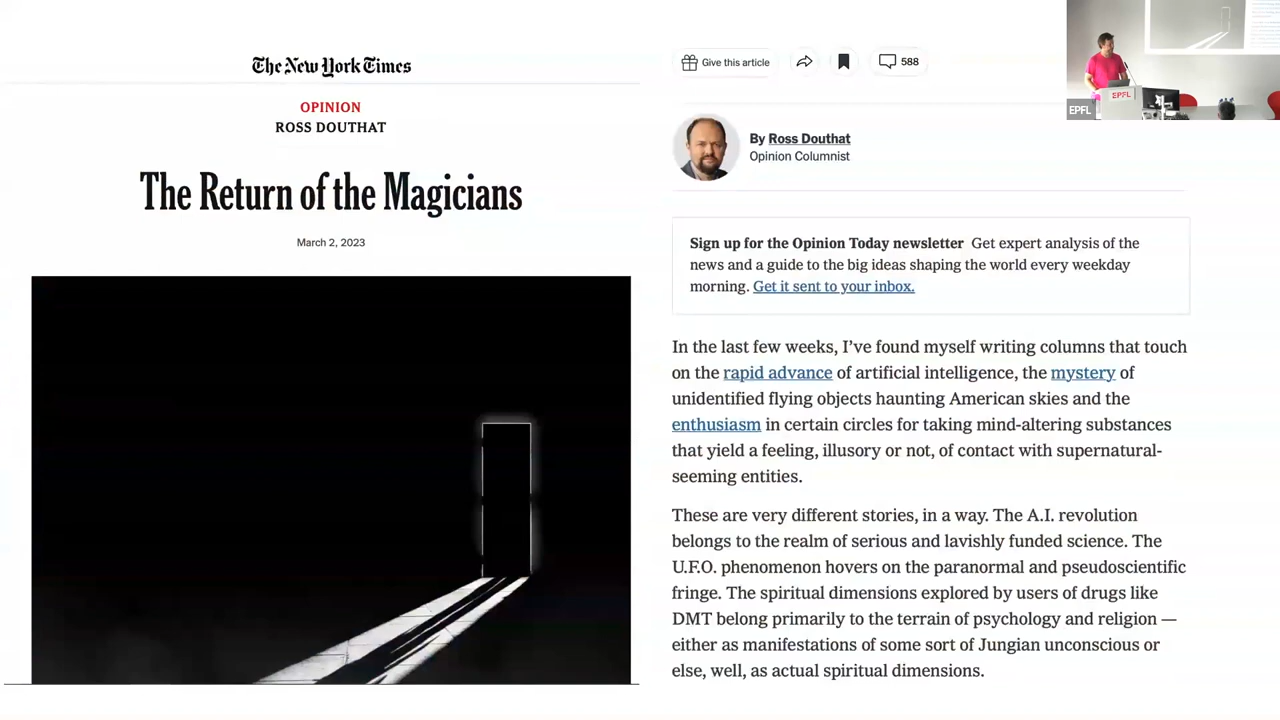 The New York Times
OPINION
ROSS DOUTHAT
The Return of the Magicians
March 2, 2023
Give this article
588
By Ross Douthat
Opinion Columnist
Sign up for the Opinion Today newsletter Get expert analysis of the
news and a guide to the big ideas shaping the world every weekday
morning. Get it sent to your inbox.
In the last few weeks, I’ve found myself writing columns that touch
on the rapid advance of artificial intelligence, the mystery of
unidentified flying objects haunting American skies and the
enthusiasm in certain circles for taking mind-altering substances
that yield a feeling, illusory or not, of contact with supernatural-
seeming entities.
These are very different stories, in a way. The A.I. revolution
belongs to the realm of serious and lavishly funded science. The
U.F.O. phenomenon hovers on the paranormal and pseudoscientific
fringe. The spiritual dimensions explored by users of drugs like
DMT belong primarily to the terrain of psychology and religion —
either as manifestations of some sort of Jungian unconscious or
else, well, as actual spiritual dimensions.
EPFL
EPFL